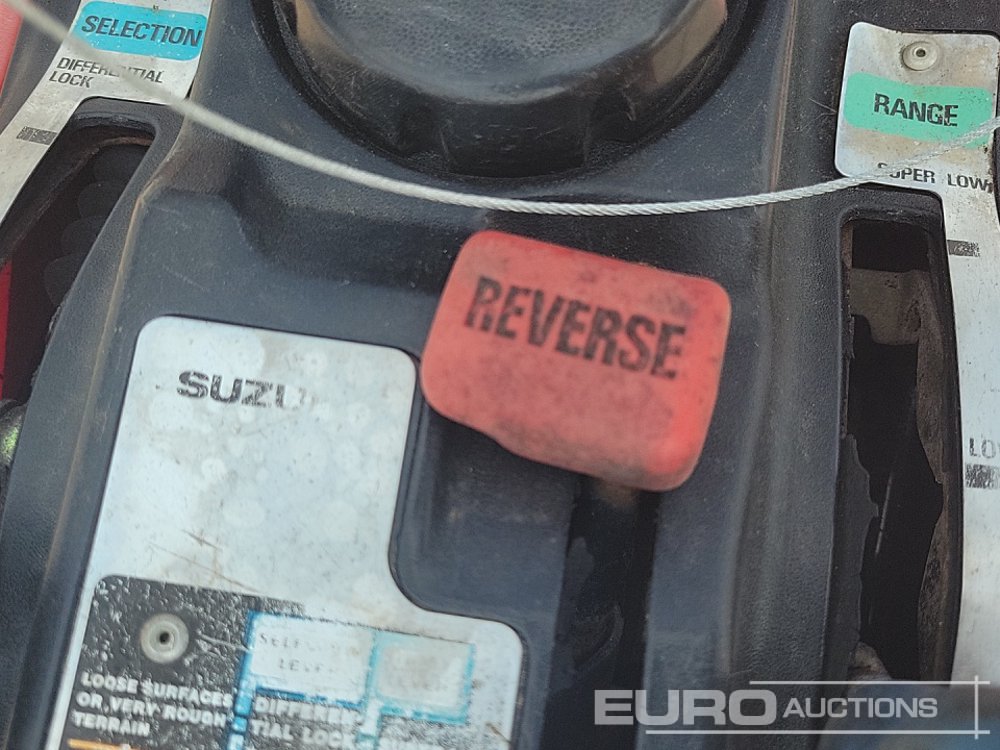 SELECTION
DIFFERENTIAL
LOCK
RANGE
SUPER LOW
LO
REVERSE
SUZU
LOOSE SURFACES
OR VERY ROUGH
TERRAIN
DIFFEREN
TIAL LOCK
EURO AUCTIONS